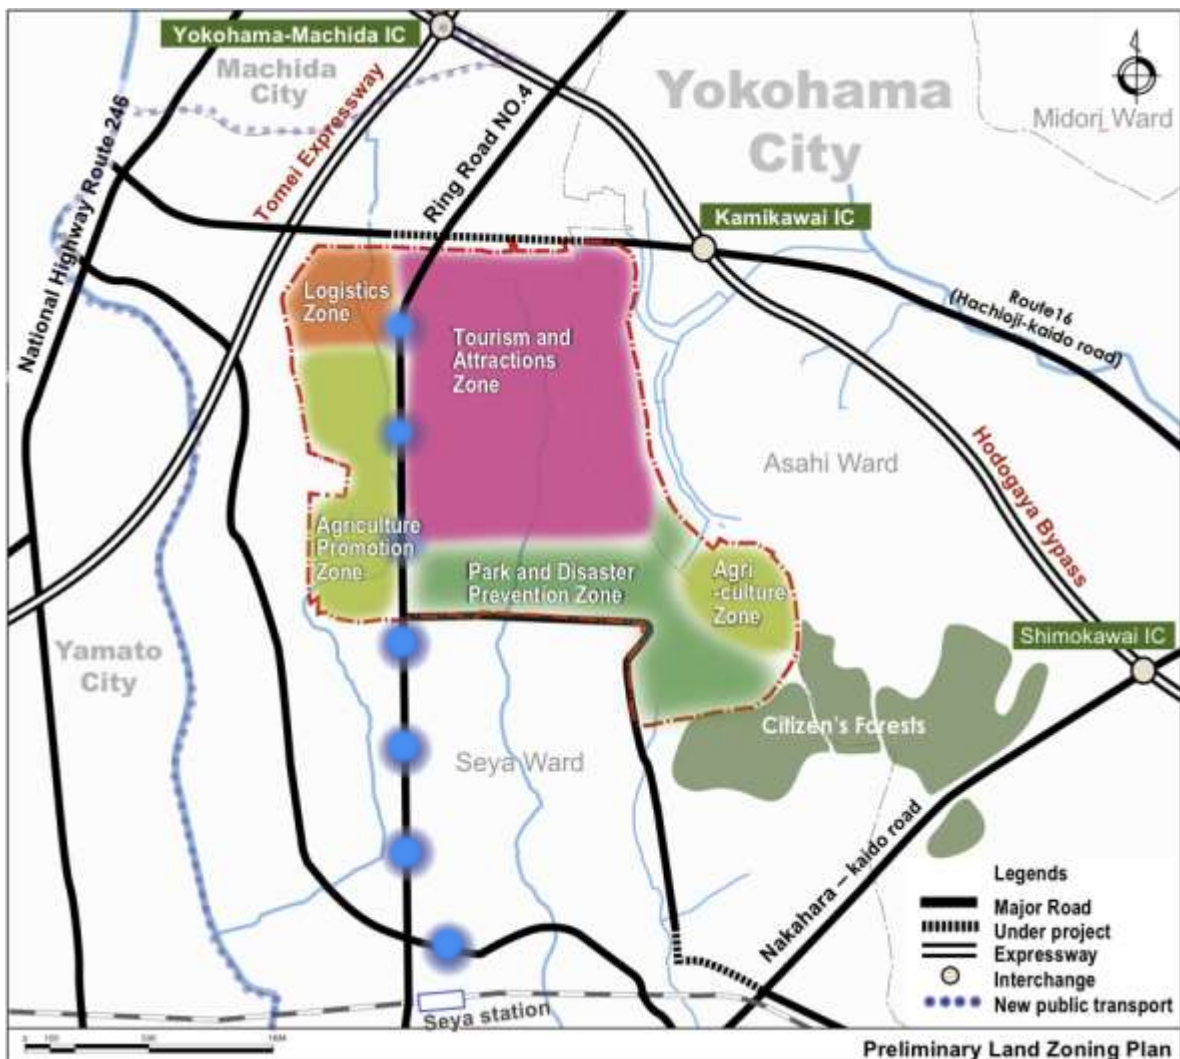 Yokohama-Machida IC
Machida
City
Yokohama
City
Midori Ward
National Highway Route 246
Tomei Expressway
Ring Road NO.4
Kamikawai IC
Route16
(Hachioji-kaido road)
Logistics
Zone
Tourism and
Attractions
Zone
Asahi Ward
Hodogaya Bypass
Agriculture
Promotion
Zone
Park and Disaster
Prevention Zone
Agri
-culture
Zone
Shimokawai IC
Yamato
City
Citizen's Forests
Seya Ward
Nakahara – kaido road
Legends
Major Road
Under project
Expressway
Interchange
New public transport
Seya station
Preliminary Land Zoning Plan